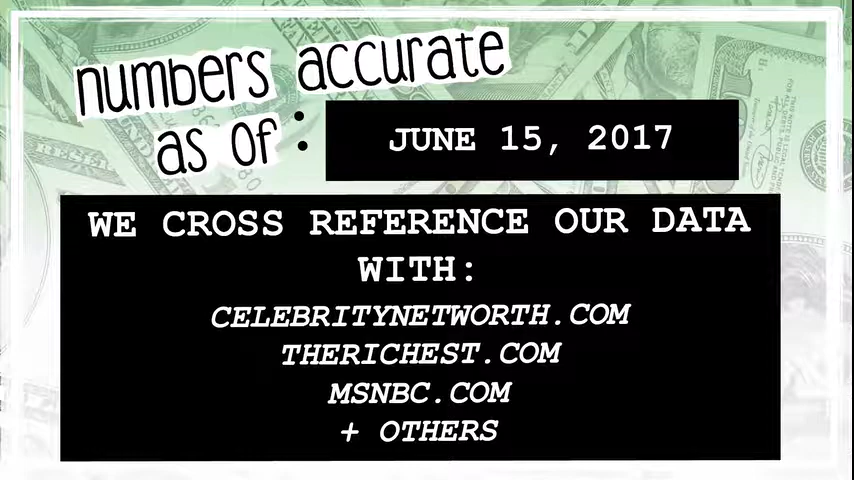 numbers accurate
as of: JUNE 15, 2017
WE CROSS REFERENCE OUR DATA
WITH:
CELEBRITYNETWORTH.COM
THERICHEST.COM
MSNBC.COM
+ OTHERS